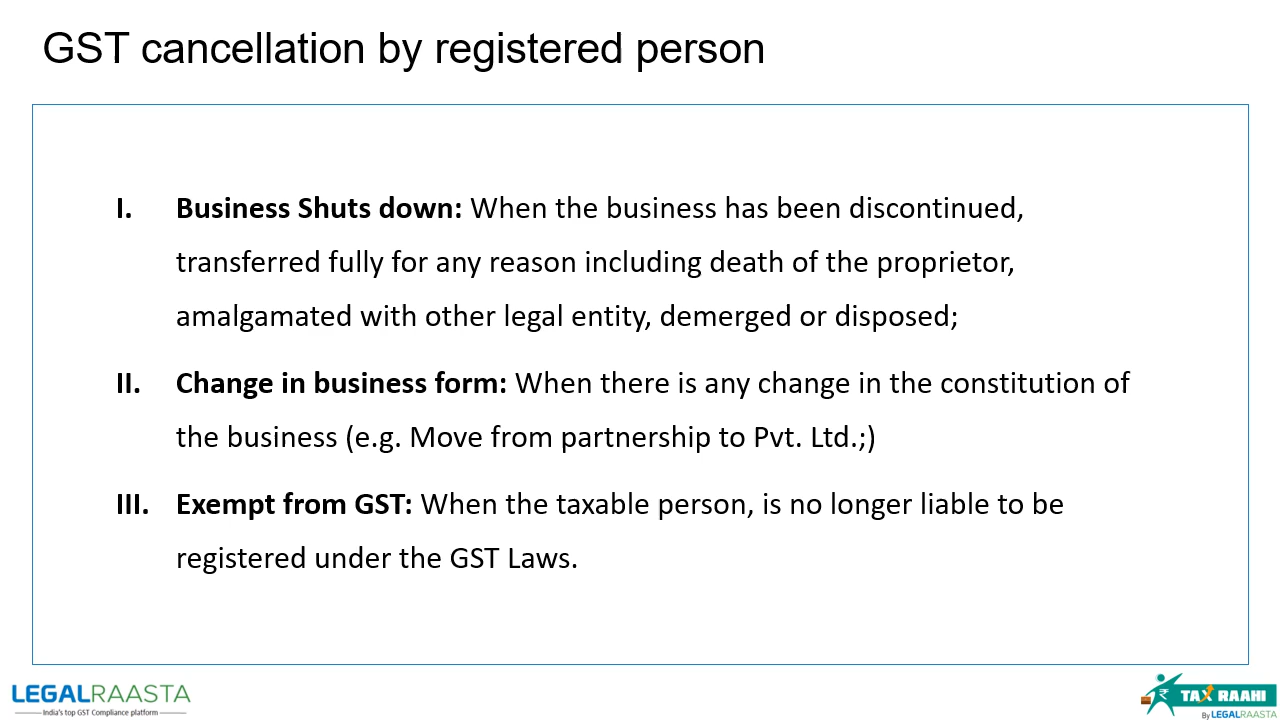 GST cancellation by registered person
I. Business Shuts down: When the business has been discontinued,
transferred fully for any reason including death of the proprietor,
amalgamated with other legal entity, demerged or disposed;
II. Change in business form: When there is any change in the constitution of
the business (e.g. Move from partnership to Pvt. Ltd.;)
III. Exempt from GST: When the taxable person, is no longer liable to be
registered under the GST Laws.
LEGALRAASTA
India's top GST Compliance platform
₹ TAX RAAHI
By LEGALRAASTA